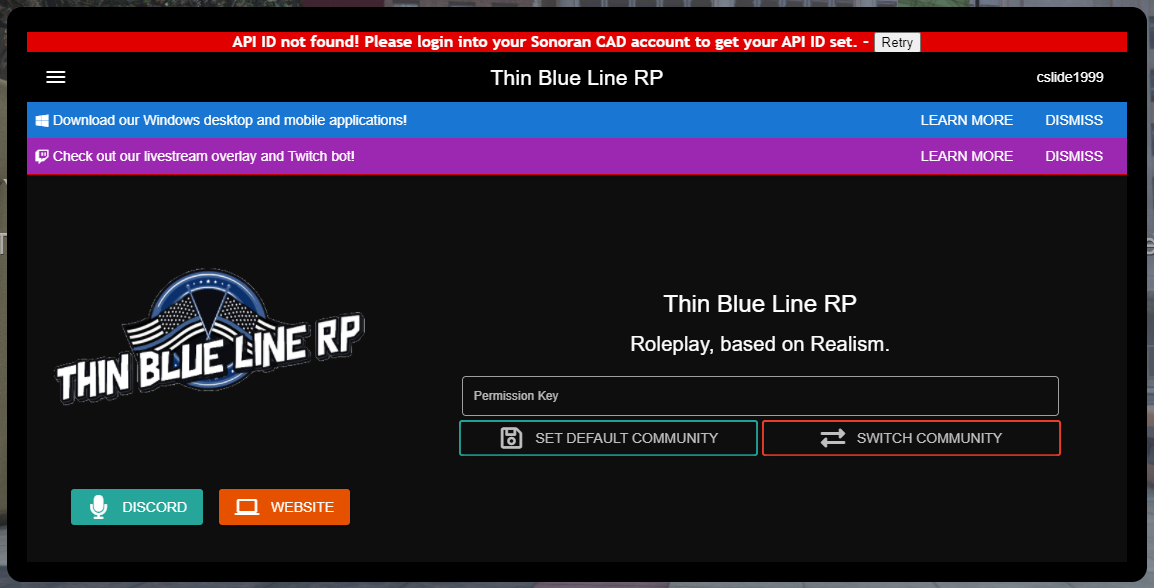 API ID not found! Please login into your Sonoran CAD account to get your API ID set. - Retry
Thin Blue Line RP
cslide1999
Download our Windows desktop and mobile applications! LEARN MORE DISMISS
Check out our livestream overlay and Twitch bot! LEARN MORE DISMISS
THIN BLUE LINE RP
Thin Blue Line RP
Roleplay, based on Realism.
Permission Key
SET DEFAULT COMMUNITY SWITCH COMMUNITY
DISCORD WEBSITE